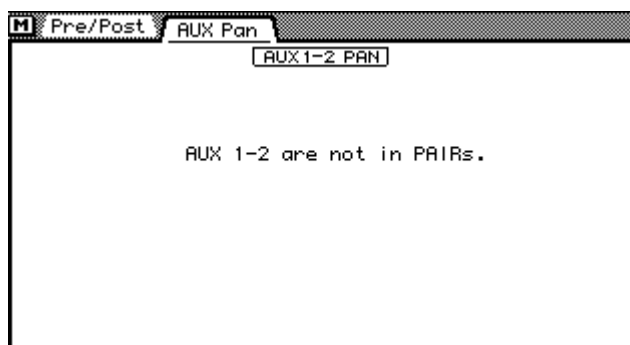 M Pre/Post AUX Pan
AUX1-2 PAN
AUX 1-2 are not in PAIRs.